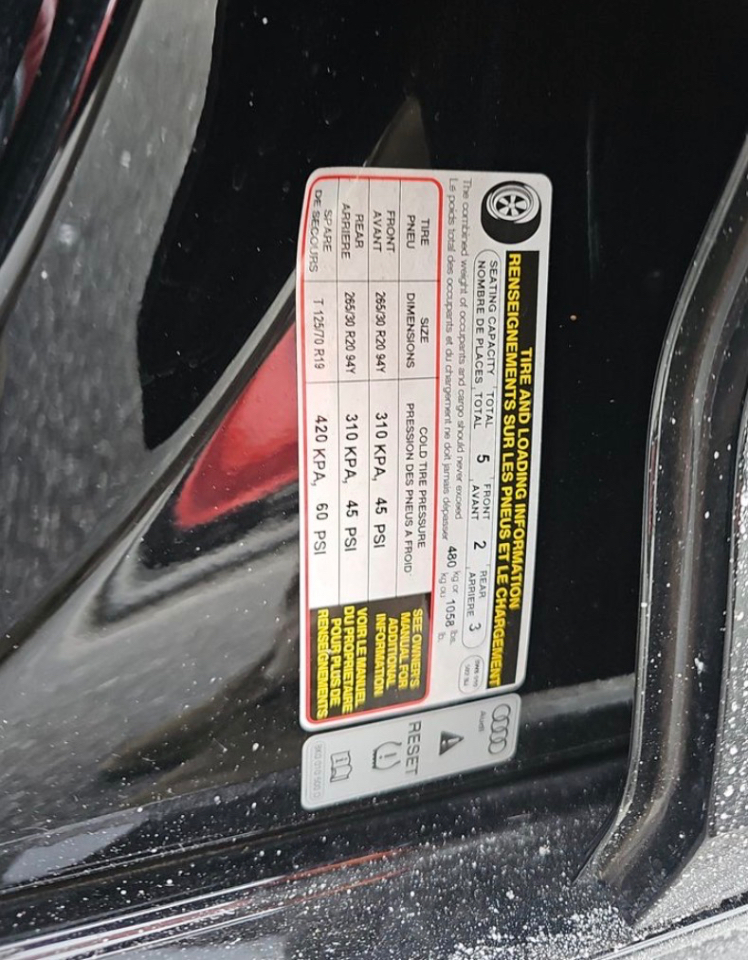 TIRE AND LOADING INFORMATION
RENSEIGNEMENTS SUR LES PNEUS ET LE CHARGEMENT
SEATING CAPACITY TOTAL 5 FRONT 2 REAR 3
NOMBRE DE PLACES TOTAL AVANT ARRIERE
The combined weight of occupants and cargo should never exceed 480 kg or 1058 lbs.
Le poids total des occupants et du chargement ne doit jamais dépasser kg ou lb.
TIRE SIZE COLD TIRE PRESSURE
PNEU DIMENSIONS PRESSION DES PNEUS A FROID
FRONT
AVANT 265/30 R20 94Y 310 KPA, 45 PSI
REAR
ARRIERE 265/30 R20 94Y 310 KPA, 45 PSI
SPARE
DE SECOURS T 125/70 R19 420 KPA, 60 PSI
SEE OWNER'S
MANUAL FOR
ADDITIONAL
INFORMATION
VOIR LE MANUEL
D'PROPRIETAIRE
POUR PLUS DE
RENSEIGNEMENTS
Audi
RESET